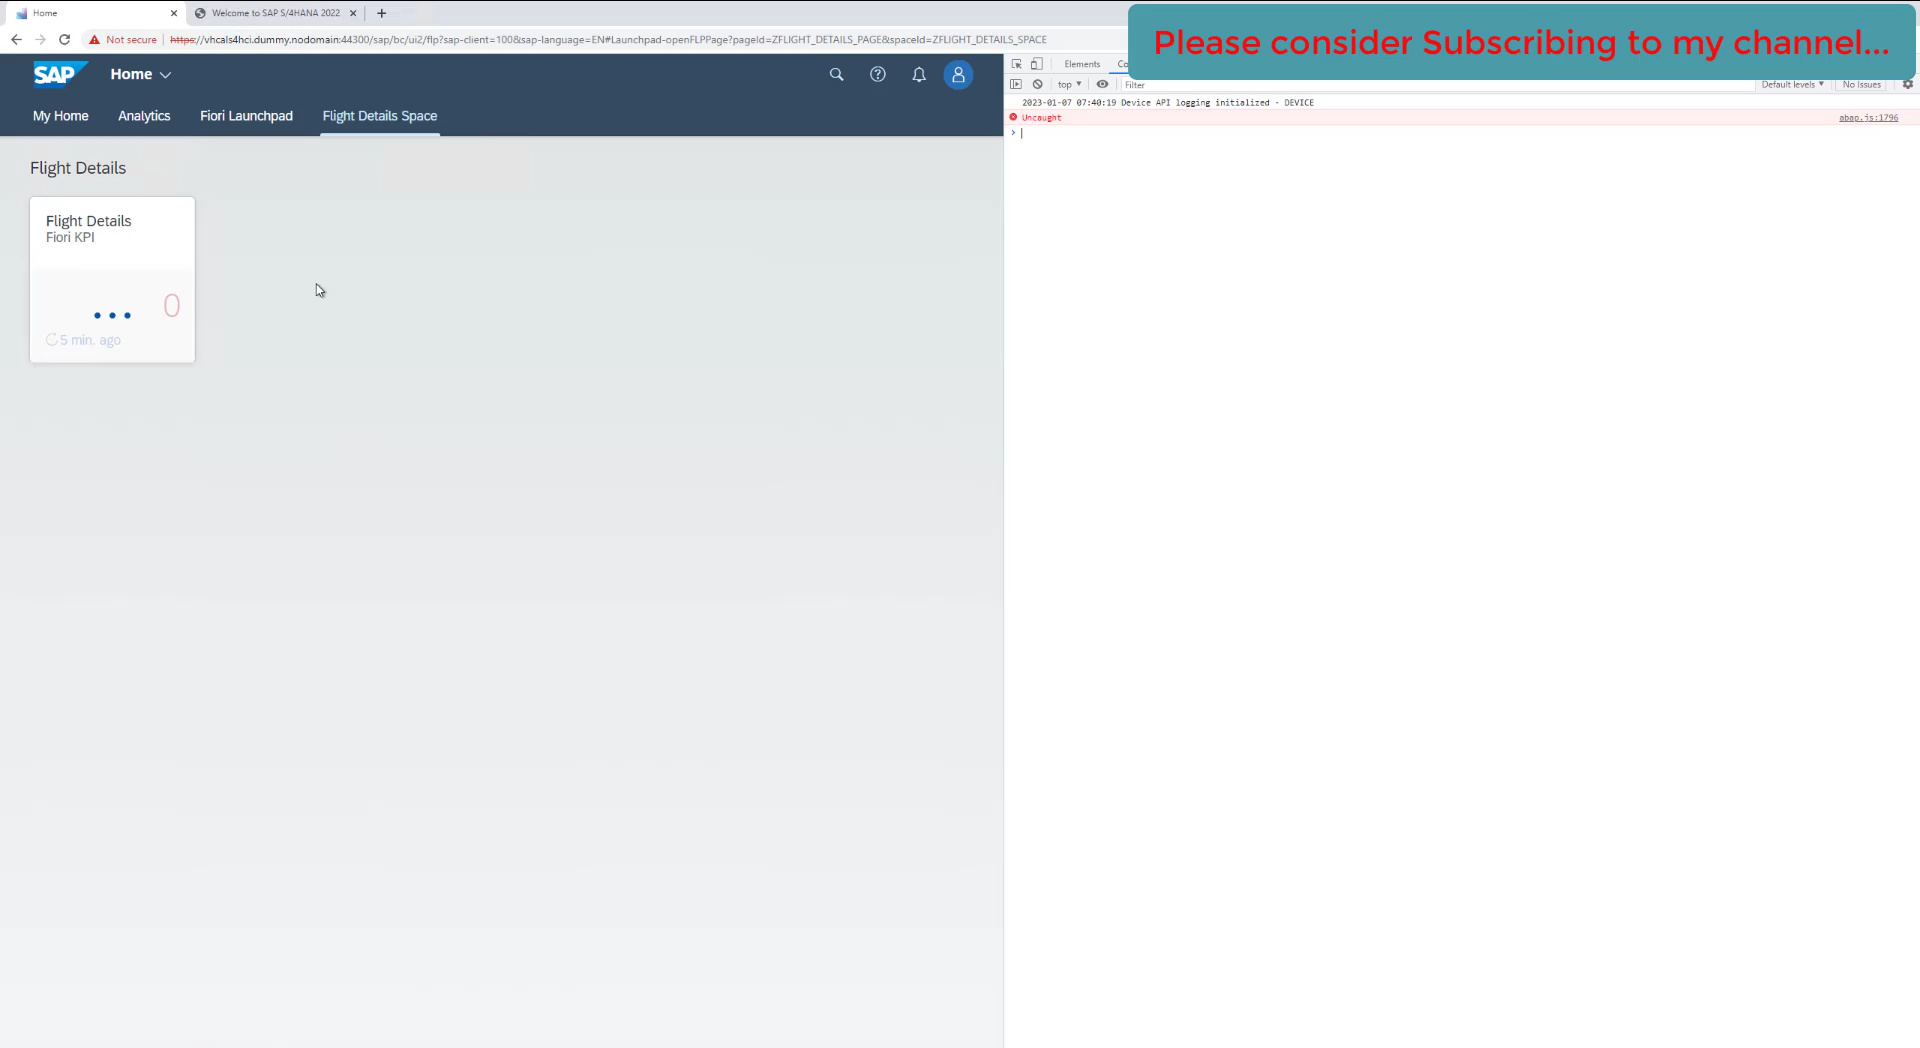 Home
Welcome to SAP S/4HANA 2022
Please consider Subscribing to my channel...
Not secure
https://vhcals4hci.dummy.nodomain:44300/sap/bc/ui2/flp?sap-client=100&sap-language=EN#Launchpad-openFLPPage?pageId=ZFLIGHT_DETAILS_PAGE&spaceId=ZFLIGHT_DETAILS_SPACE
SAP
Home
Elements
top
Filter
Default levels
No Issues
2023-01-07 07:40:19 Device API logging initialized - DEVICE
Uncaught
abap.js:1796
My Home
Analytics
Fiori Launchpad
Flight Details Space
Flight Details
Flight Details
Fiori KPI
0
5 min. ago